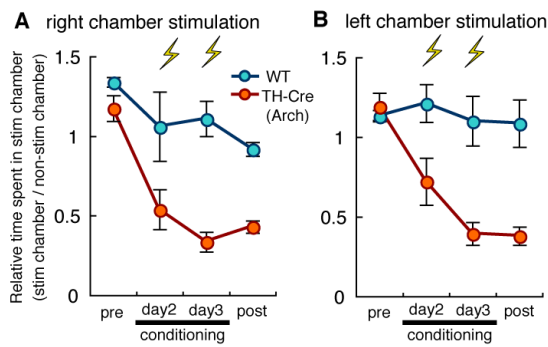 A right chamber stimulation
B left chamber stimulation
Relative time spent in stim chamber
(stim chamber / non-stim chamber)
1.5
1
0.5
0
WT
TH-Cre
(Arch)
pre
day2
day3
post
conditioning
1.5
1
0.5
0
pre
day2
day3
post
conditioning